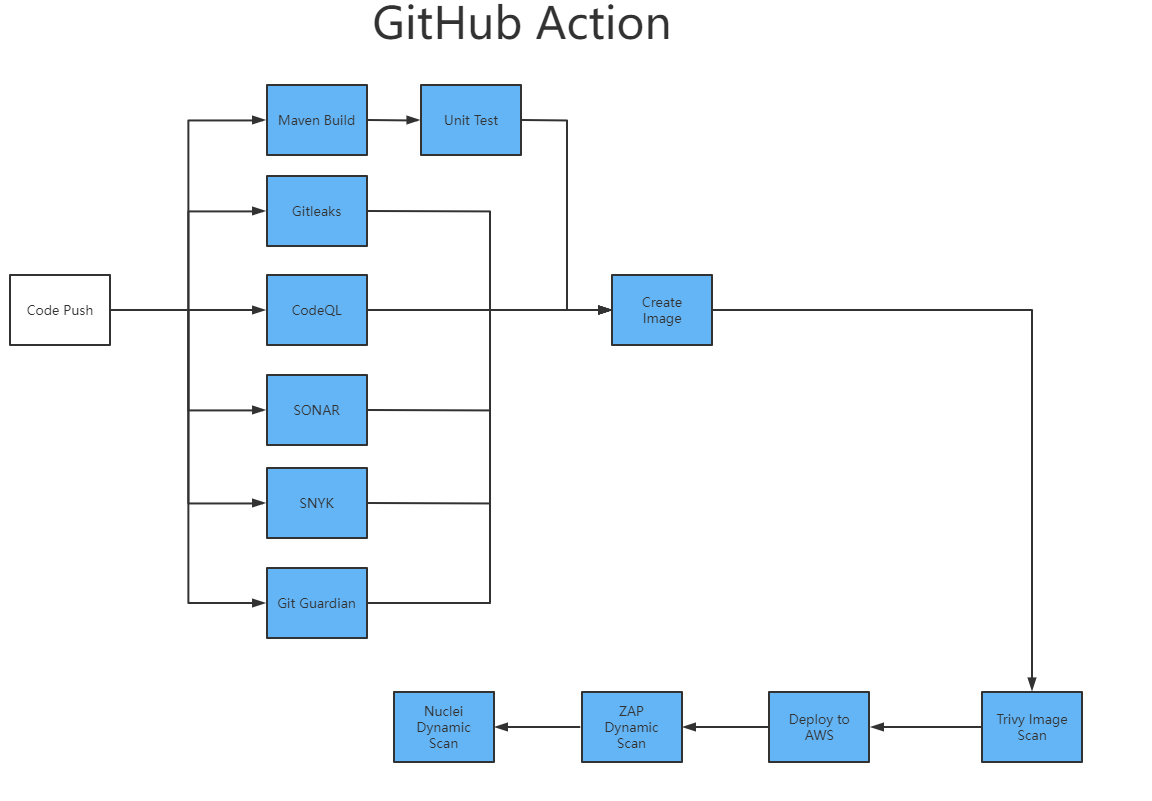 GitHub Action
Maven Build
Unit Test
Gitleaks
Code Push
CodeQL
Create
Image
SONAR
SNYK
Git Guardian
Nuclei
Dynamic
Scan
ZAP
Dynamic
Scan
Deploy to
AWS
Trivy Image
Scan